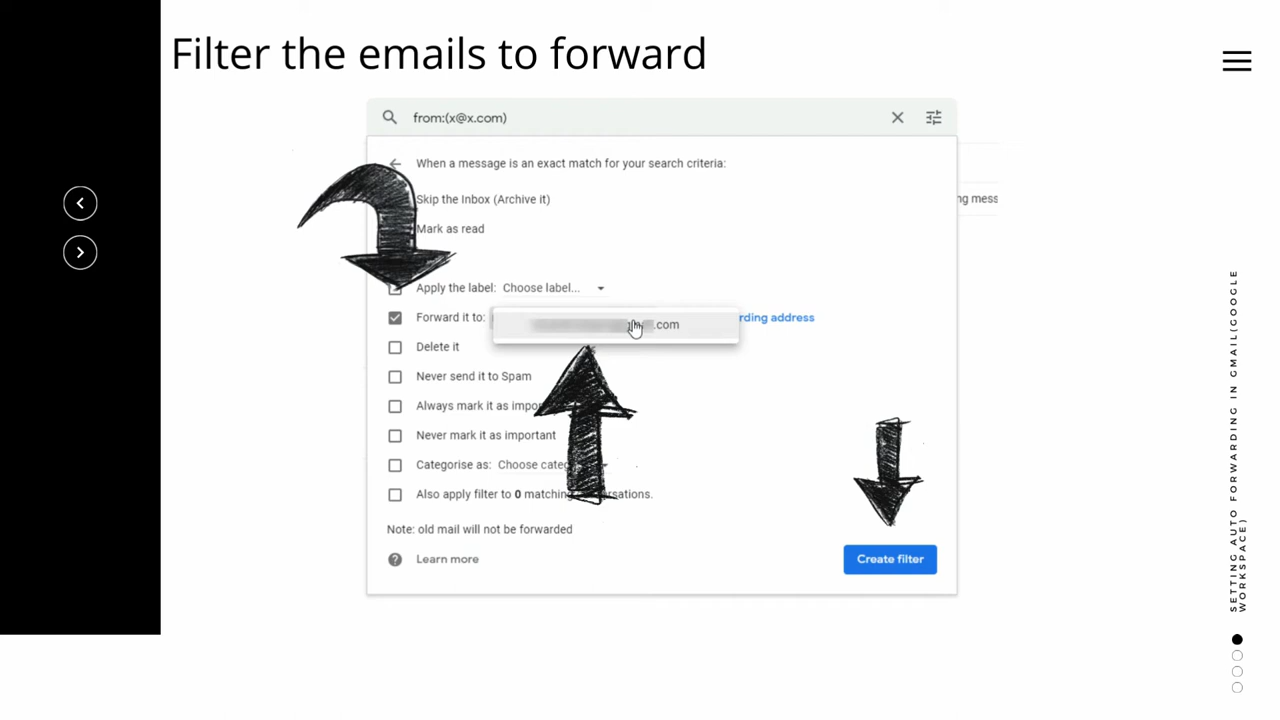 Filter the emails to forward
from:(x@x.com)
When a message is an exact match for your search criteria:
Skip the Inbox (Archive it)
ng mess
Mark as read
Apply the label: Choose label...
Forward it to:
.com
rding address
Delete it
Never send it to Spam
Always mark it as impo
Never mark it as important
Categorise as: Choose cate
Also apply filter to 0 matching
rsations.
Note: old mail will not be forwarded
Learn more
Create filter
SETTING AUTO FORWARDING IN GMAIL(GOOGLE
WORKSPACE)